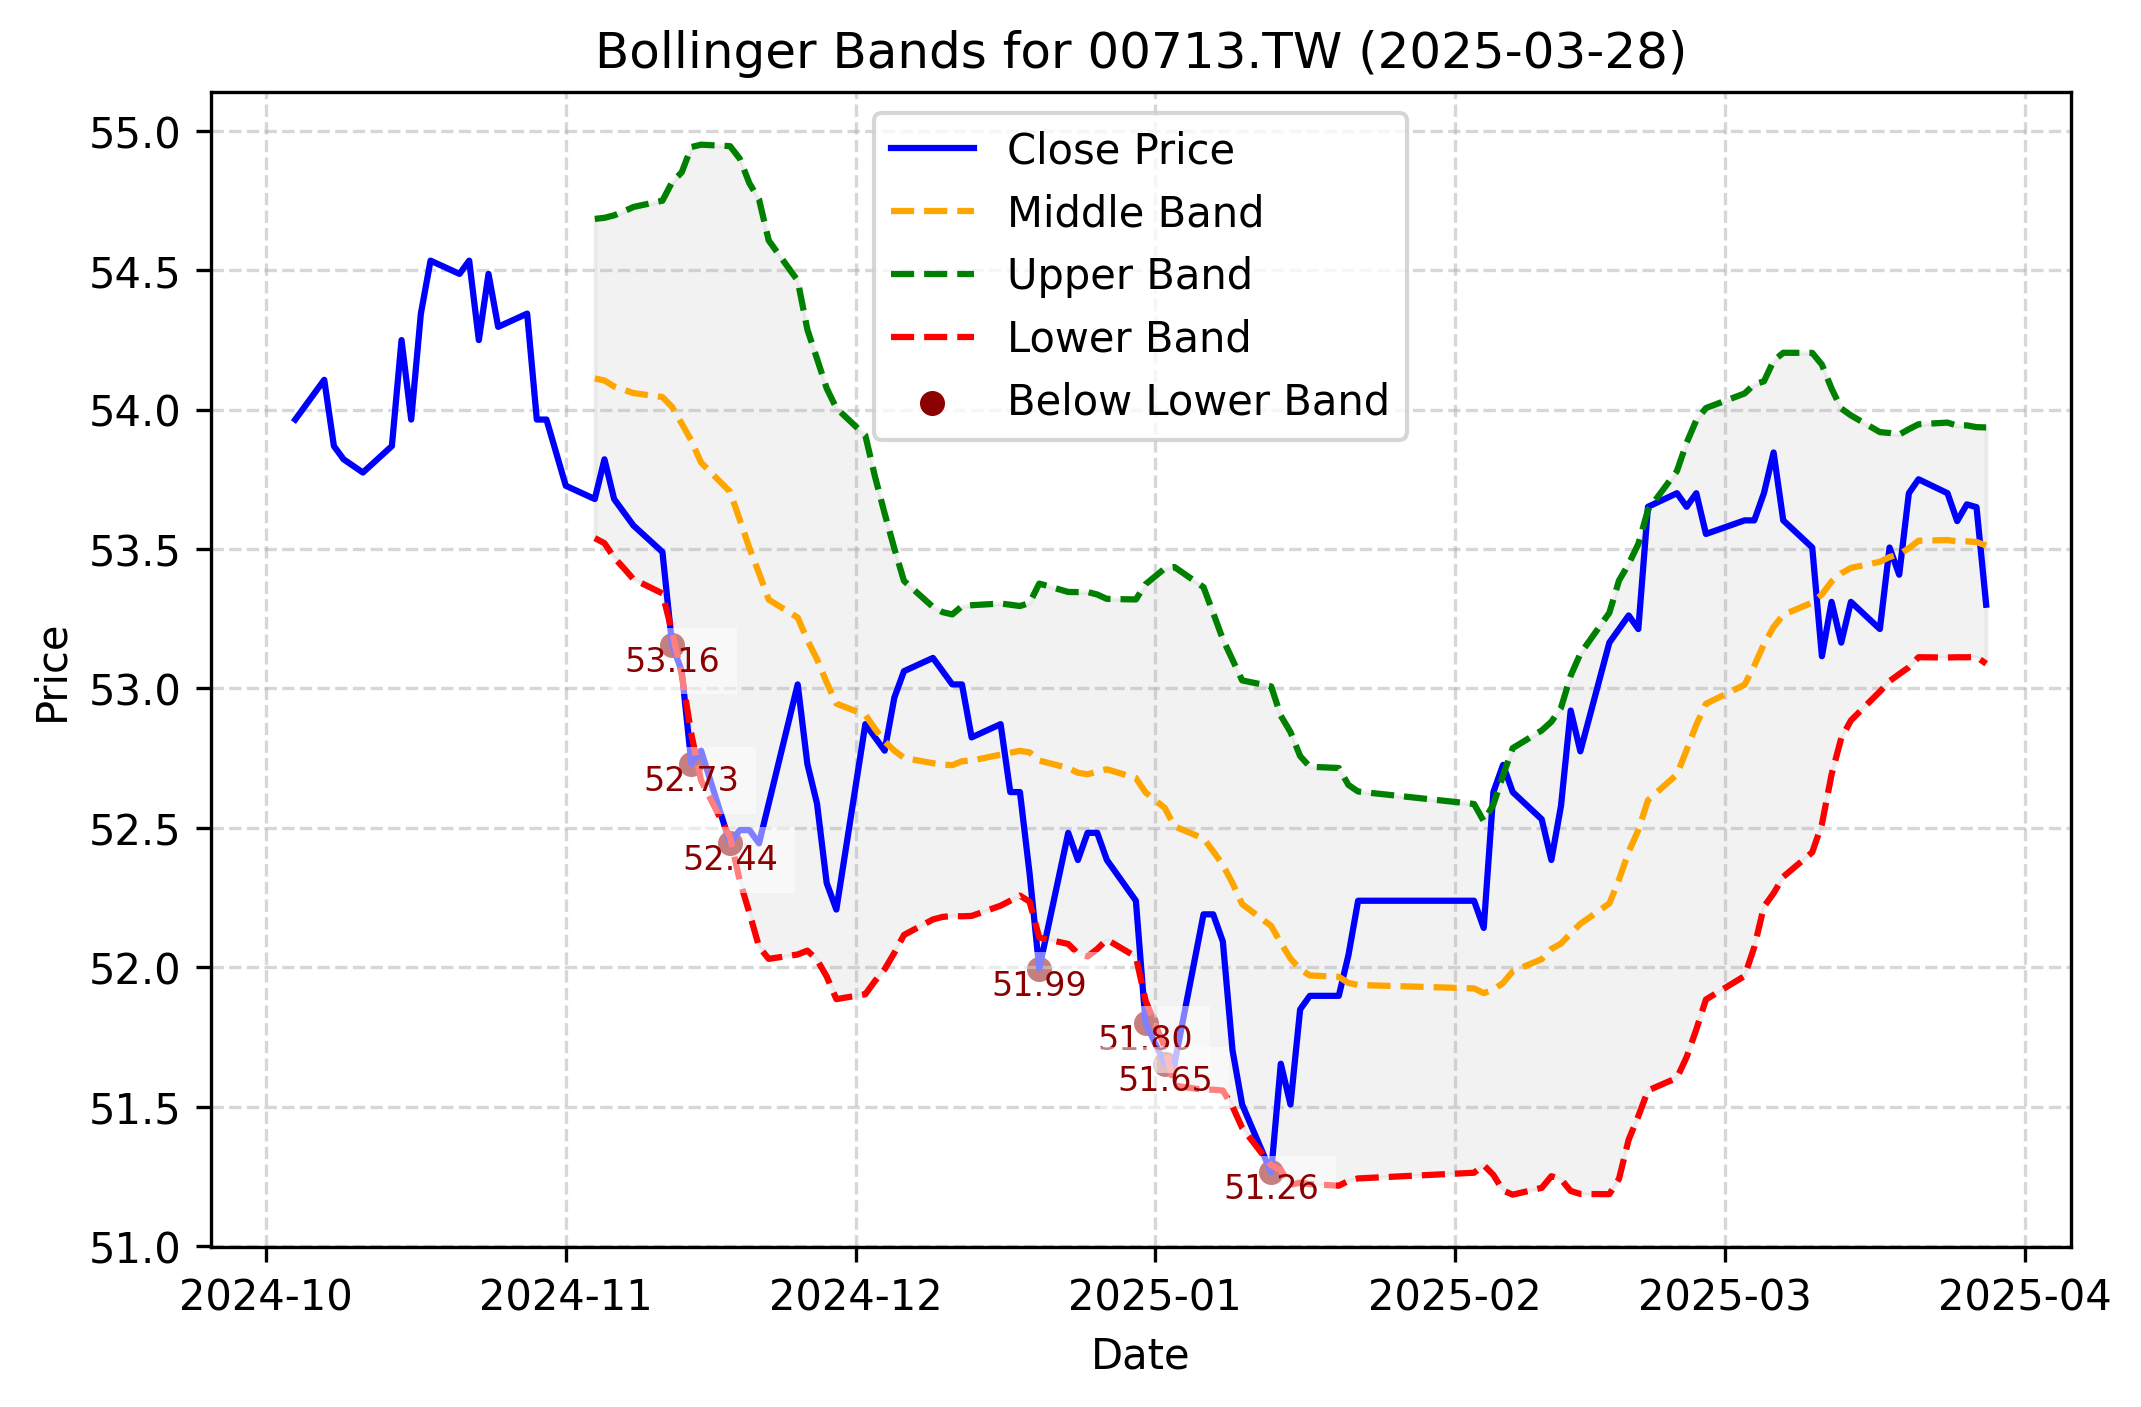 Bollinger Bands for 00713.TW (2025-03-28)
Close Price
Middle Band
Upper Band
Lower Band
Below Lower Band
55.0
54.5
54.0
53.5
53.0
52.5
52.0
51.5
51.0
Price
53.16
52.73
52.44
51.99
51.80
51.65
51.26
2024-10
2024-11
2024-12
2025-01
2025-02
2025-03
2025-04
Date